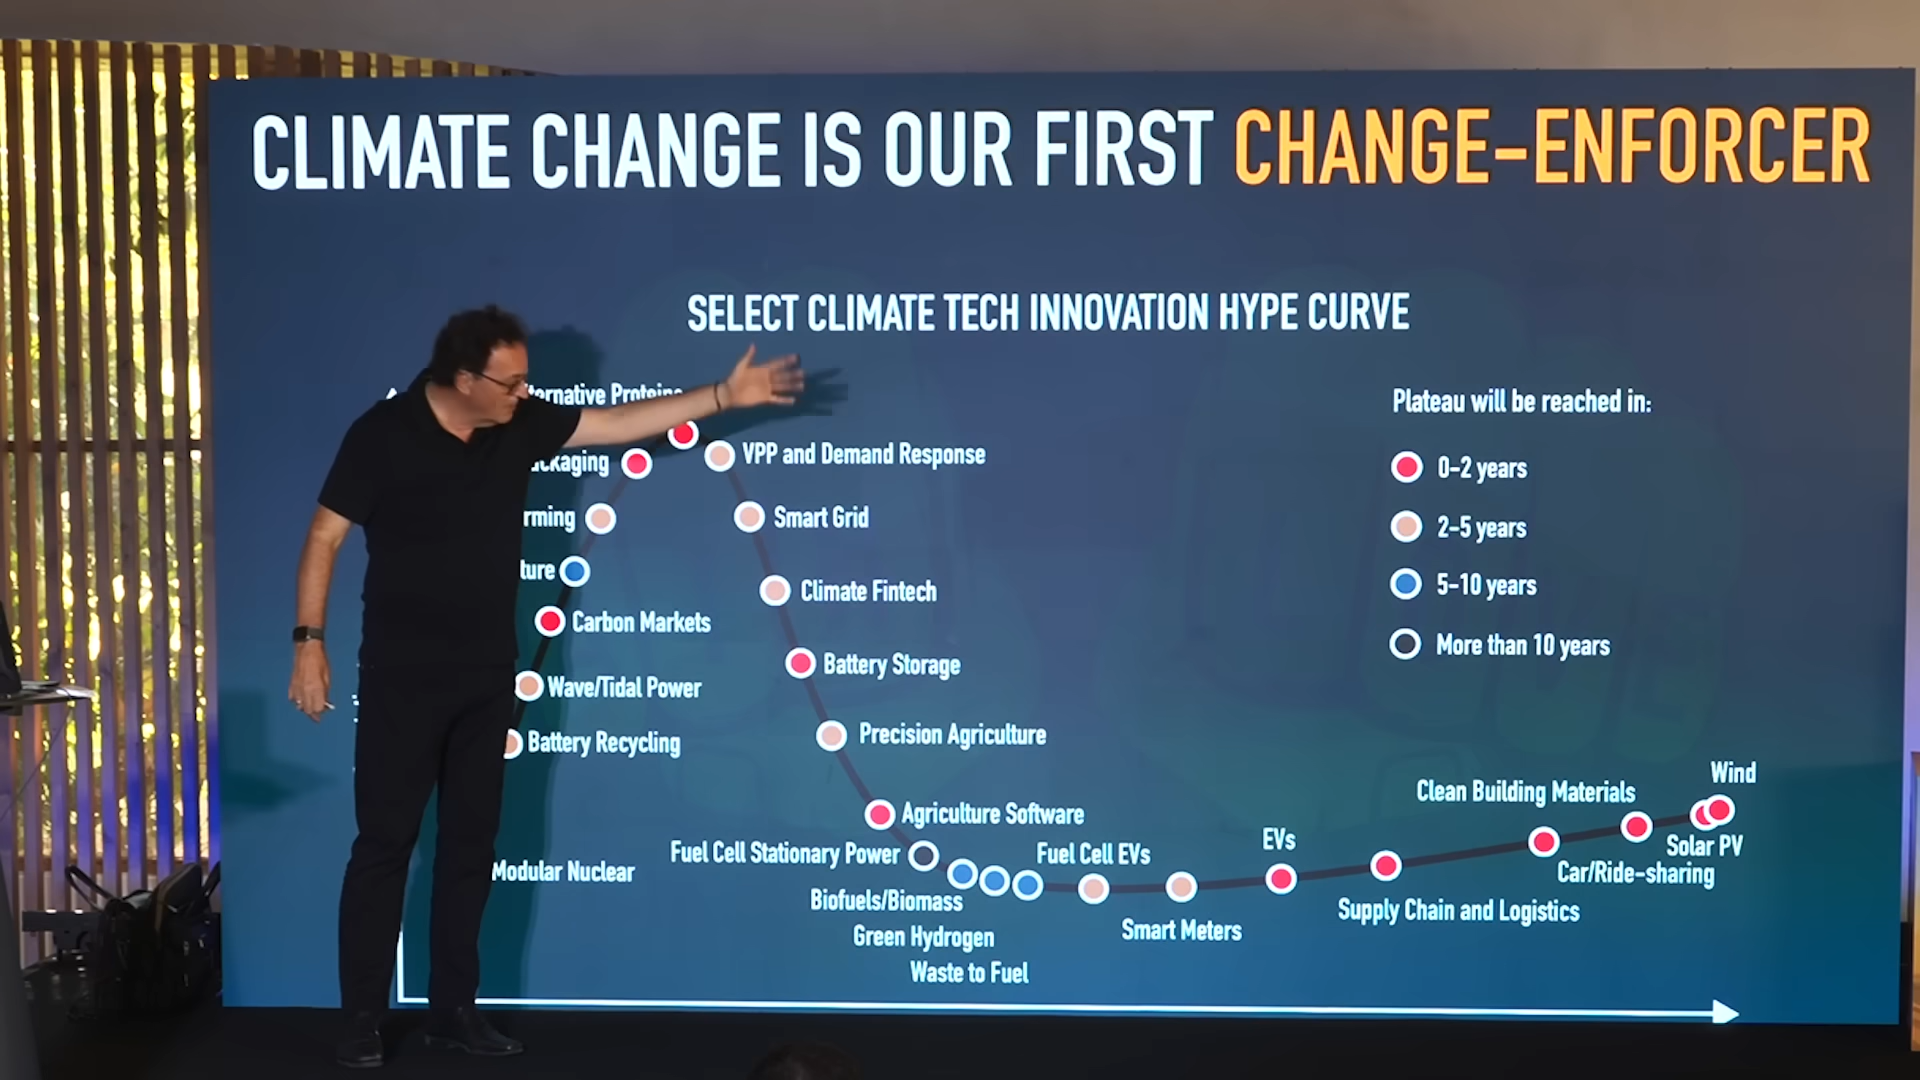 CLIMATE CHANGE IS OUR FIRST CHANGE-ENFORCER
SELECT CLIMATE TECH INNOVATION HYPE CURVE
Plateau will be reached in:
0-2 years
2-5 years
5-10 years
More than 10 years
VPP and Demand Response
Smart Grid
Climate Fintech
Carbon Markets
Battery Storage
Wave/Tidal Power
Precision Agriculture
Battery Recycling
Wind
Clean Building Materials
Agriculture Software
EVs
Solar PV
Fuel Cell Stationary Power
Fuel Cell EVs
Modular Nuclear
Car/Ride-sharing
Biofuels/Biomass
Supply Chain and Logistics
Smart Meters
Green Hydrogen
Waste to Fuel